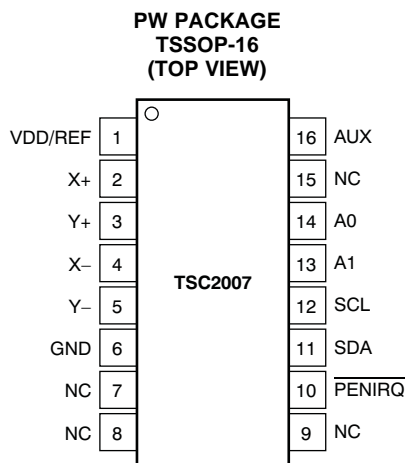 PW PACKAGE
TSSOP-16
(TOP VIEW)
VDD/REF 1 16 AUX
X+ 2 15 NC
Y+ 3 14 A0
X− 4 13 A1
TSC2007
Y− 5 12 SCL
GND 6 11 SDA
NC 7 10 PENIRQ
NC 8 9 NC